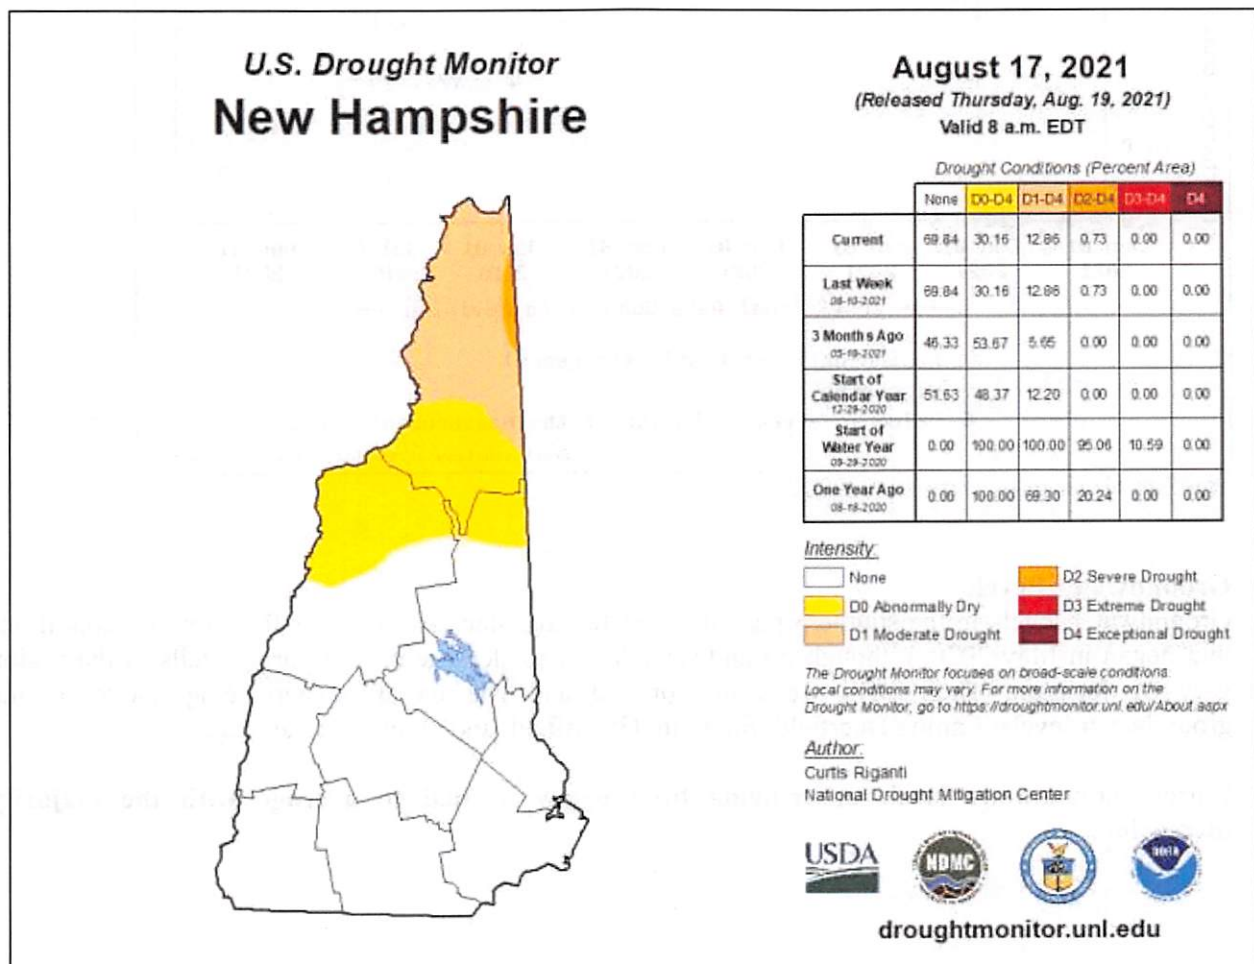 U.S. Drought Monitor
New Hampshire
August 17, 2021
(Released Thursday, Aug. 19, 2021)
Valid 8 a.m. EDT
Drought Conditions (Percent Area)
None D0-D4 D1-D4 D2-D4 D3-D4 D4
Current 69.84 30.16 12.86 0.73 0.00 0.00
Last Week 08-10-2021 69.84 30.16 12.86 0.73 0.00 0.00
3 Months Ago 05-18-2021 46.33 53.67 5.65 0.00 0.00 0.00
Start of Calendar Year 12-29-2020 51.63 48.37 12.20 0.00 0.00 0.00
Start of Water Year 09-29-2020 0.00 100.00 100.00 95.06 10.59 0.00
One Year Ago 08-18-2020 0.00 100.00 69.30 20.24 0.00 0.00
Intensity:
None
D0 Abnormally Dry
D1 Moderate Drought
D2 Severe Drought
D3 Extreme Drought
D4 Exceptional Drought
The Drought Monitor focuses on broad-scale conditions.
Local conditions may vary. For more information on the
Drought Monitor, go to https://droughtmonitor.unl.edu/About.aspx
Author:
Curtis Riganti
National Drought Mitigation Center
USDA
NDMC
NOAA
droughtmonitor.unl.edu